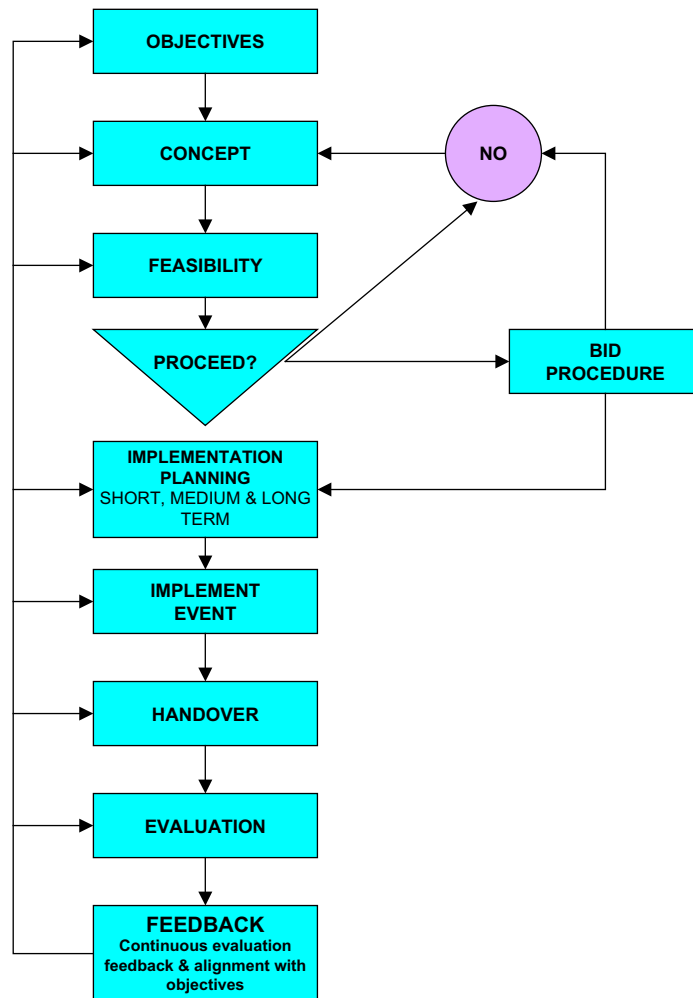 OBJECTIVES
CONCEPT
NO
FEASIBILITY
PROCEED?
BID
PROCEDURE
IMPLEMENTATION
PLANNING
SHORT, MEDIUM & LONG
TERM
IMPLEMENT
EVENT
HANDOVER
EVALUATION
FEEDBACK
Continuous evaluation
feedback & alignment with
objectives